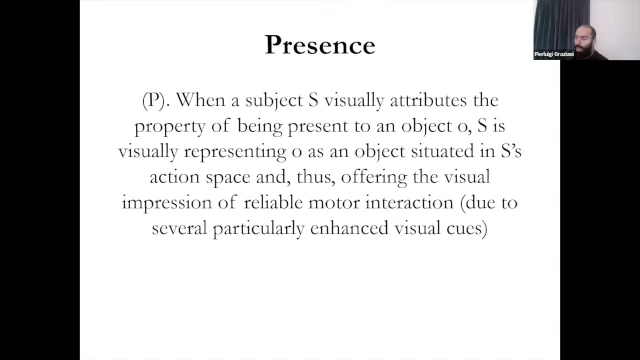 Presence
Pierluigi Graziani
(P). When a subject S visually attributes the
property of being present to an object o, S is
visually representing o as an object situated in S's
action space and, thus, offering the visual
impression of reliable motor interaction (due to
several particularly enhanced visual cues)